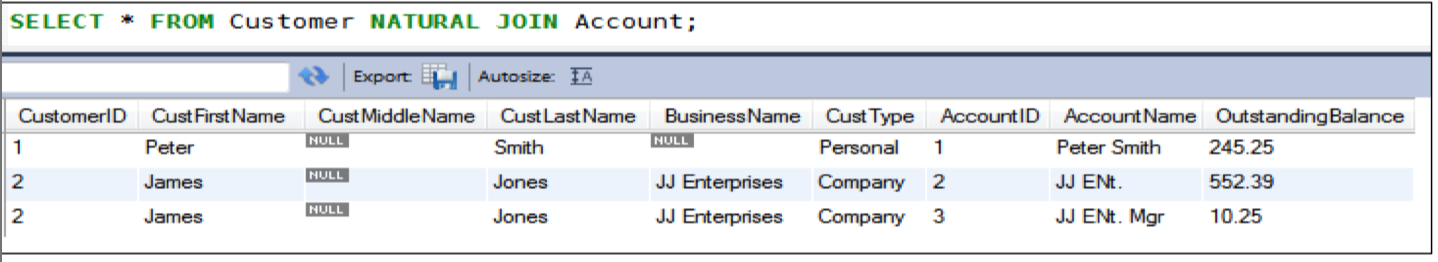 SELECT * FROM Customer NATURAL JOIN Account;
Export: Autosize:
CustomerID CustFirstName CustMiddleName CustLastName BusinessName CustType AccountID AccountName OutstandingBalance
1 Peter NULL Smith NULL Personal 1 Peter Smith 245.25
2 James NULL Jones JJ Enterprises Company 2 JJ ENt. 552.39
2 James NULL Jones JJ Enterprises Company 3 JJ ENt. Mgr 10.25